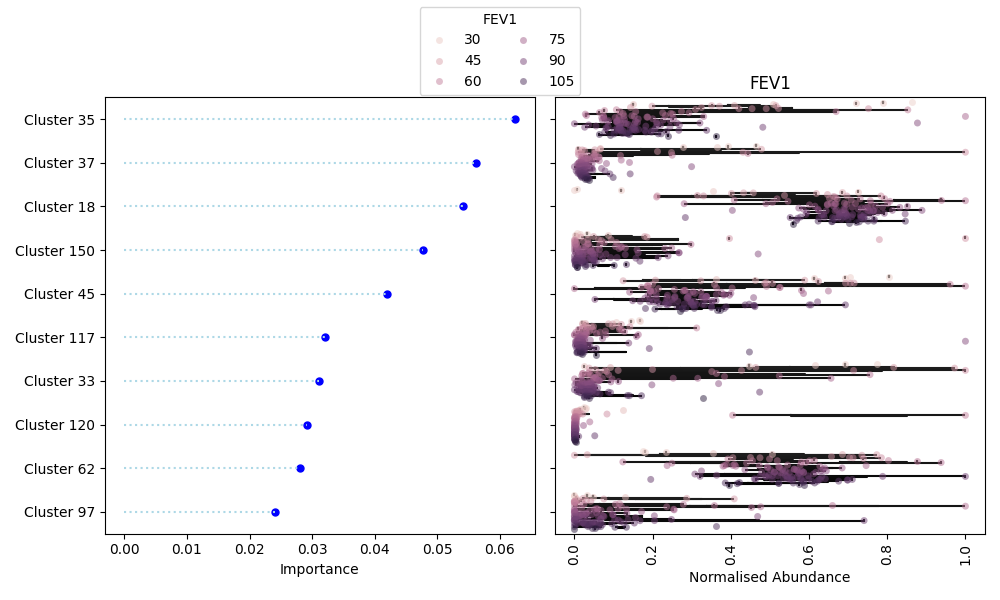 FEV1
30 75
45 90
60 105
FEV1
Cluster 35
Cluster 37
Cluster 18
Cluster 150
Cluster 45
Cluster 117
Cluster 33
Cluster 120
Cluster 62
Cluster 97
0.00 0.01 0.02 0.03 0.04 0.05 0.06
Importance
0.0 0.2 0.4 0.6 0.8 1.0
Normalised Abundance